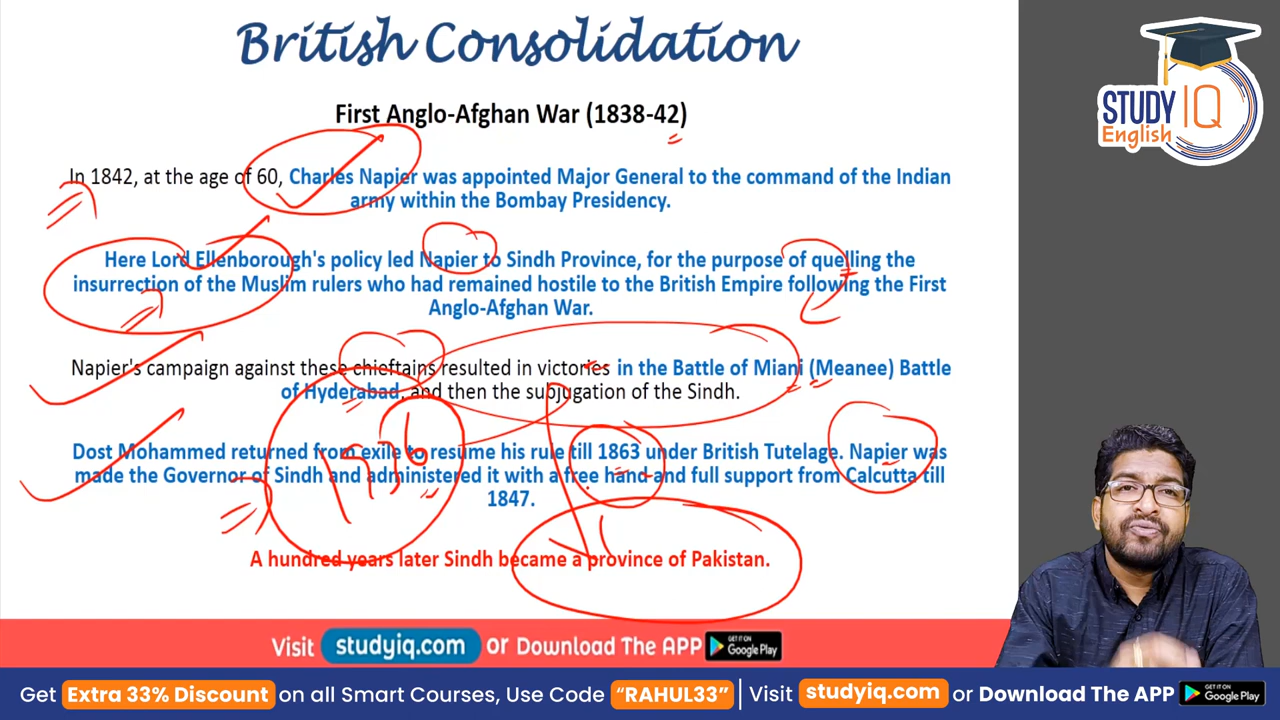 British Consolidation
First Anglo-Afghan War (1838-42)
In 1842, at the age of 60, Charles Napier was appointed Major General to the command of the Indian
army within the Bombay Presidency.
Here Lord Ellenborough's policy led Napier to Sindh Province, for the purpose of quelling the
insurrection of the Muslim rulers who had remained hostile to the British Empire following the First
Anglo-Afghan War.
Napier's campaign against these chieftains resulted in victories in the Battle of Miani (Meanee) Battle
of Hyderabad, and then the subjugation of the Sindh.
Dost Mohammed returned from exile to resume his rule till 1863 under British Tutelage. Napier was
made the Governor of Sindh and administered it with a free hand and full support from Calcutta till
1847.
1936
A hundred years later Sindh became a province of Pakistan.
STUDY IQ
English
Visit studyiq.com or Download The APP GET IT ON Google Play
Get Extra 33% Discount on all Smart Courses, Use Code “RAHUL33” Visit studyiq.com or Download The APP GET IT ON Google Play